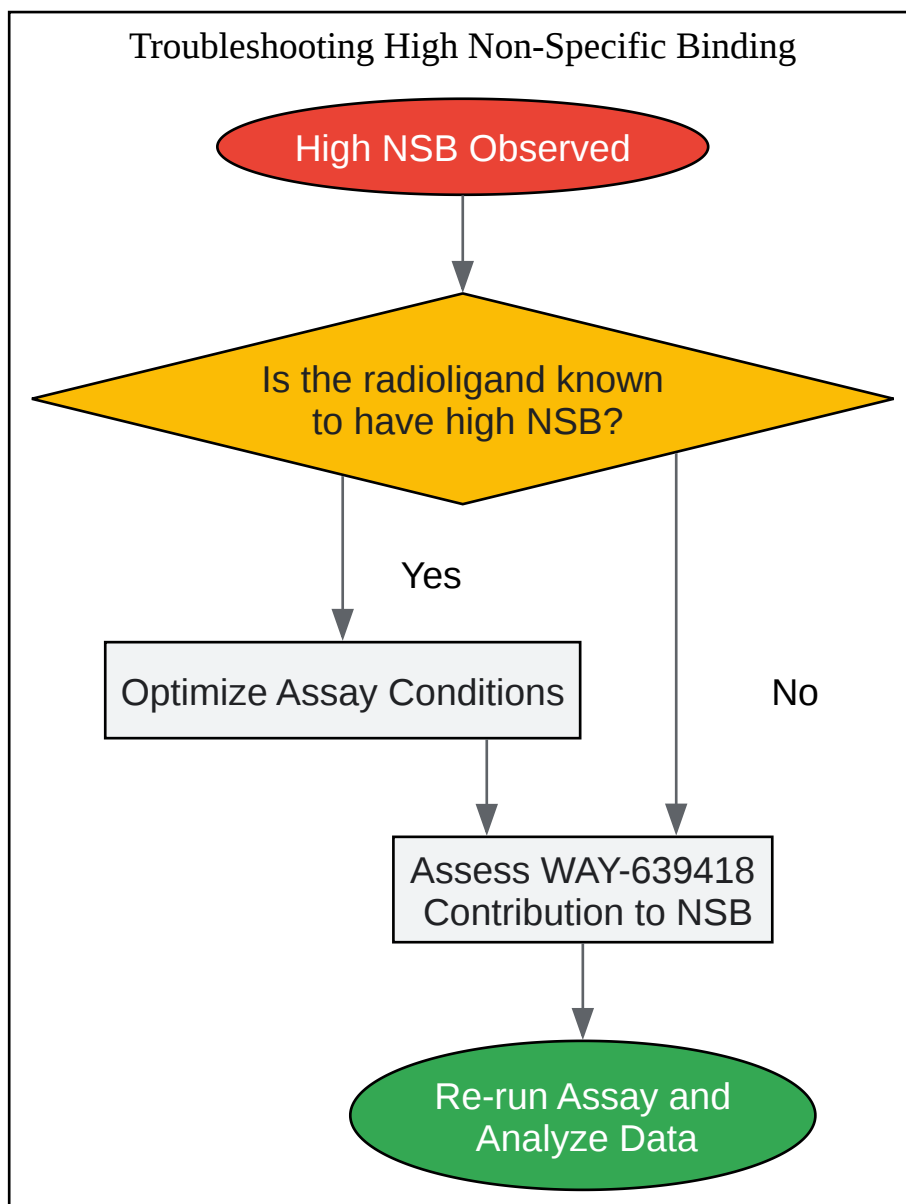 Troubleshooting High Non-Specific Binding
High NSB Observed
Is the radioligand known
to have high NSB?
Yes
Optimize Assay Conditions
No
Assess WAY-639418
Contribution to NSB
Re-run Assay and
Analyze Data